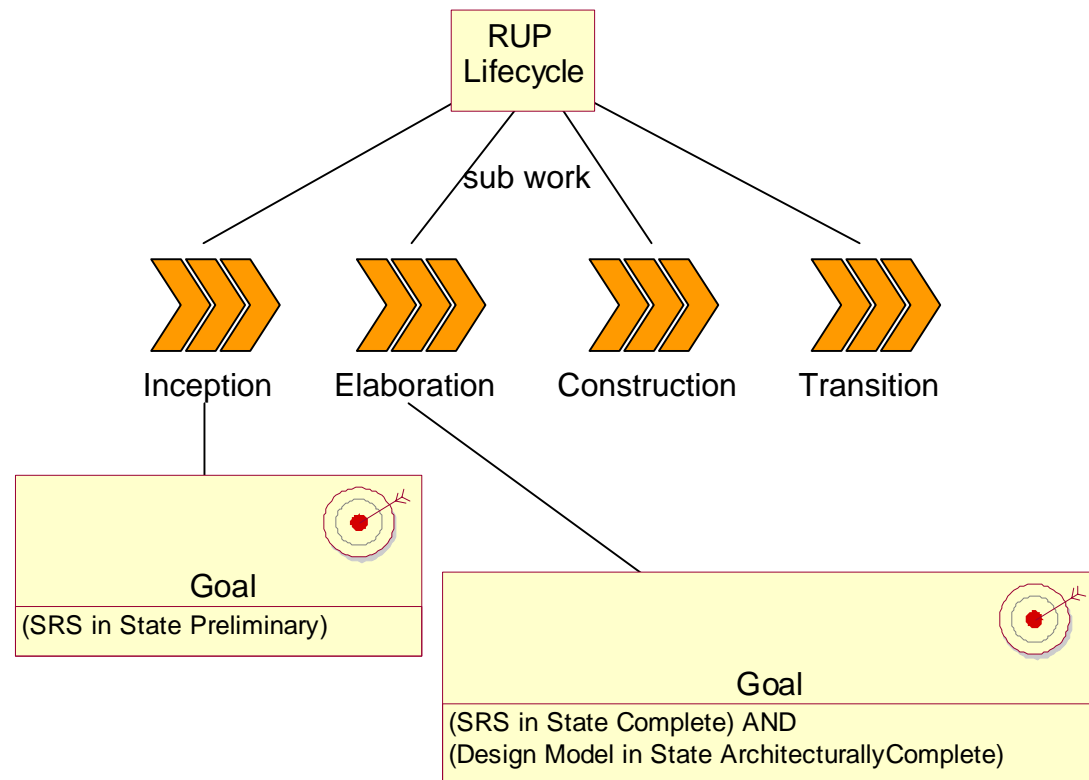 RUP
Lifecycle
sub work
Inception
Elaboration
Construction
Transition
Goal
(SRS in State Preliminary)
Goal
(SRS in State Complete) AND
(Design Model in State ArchitecturallyComplete)